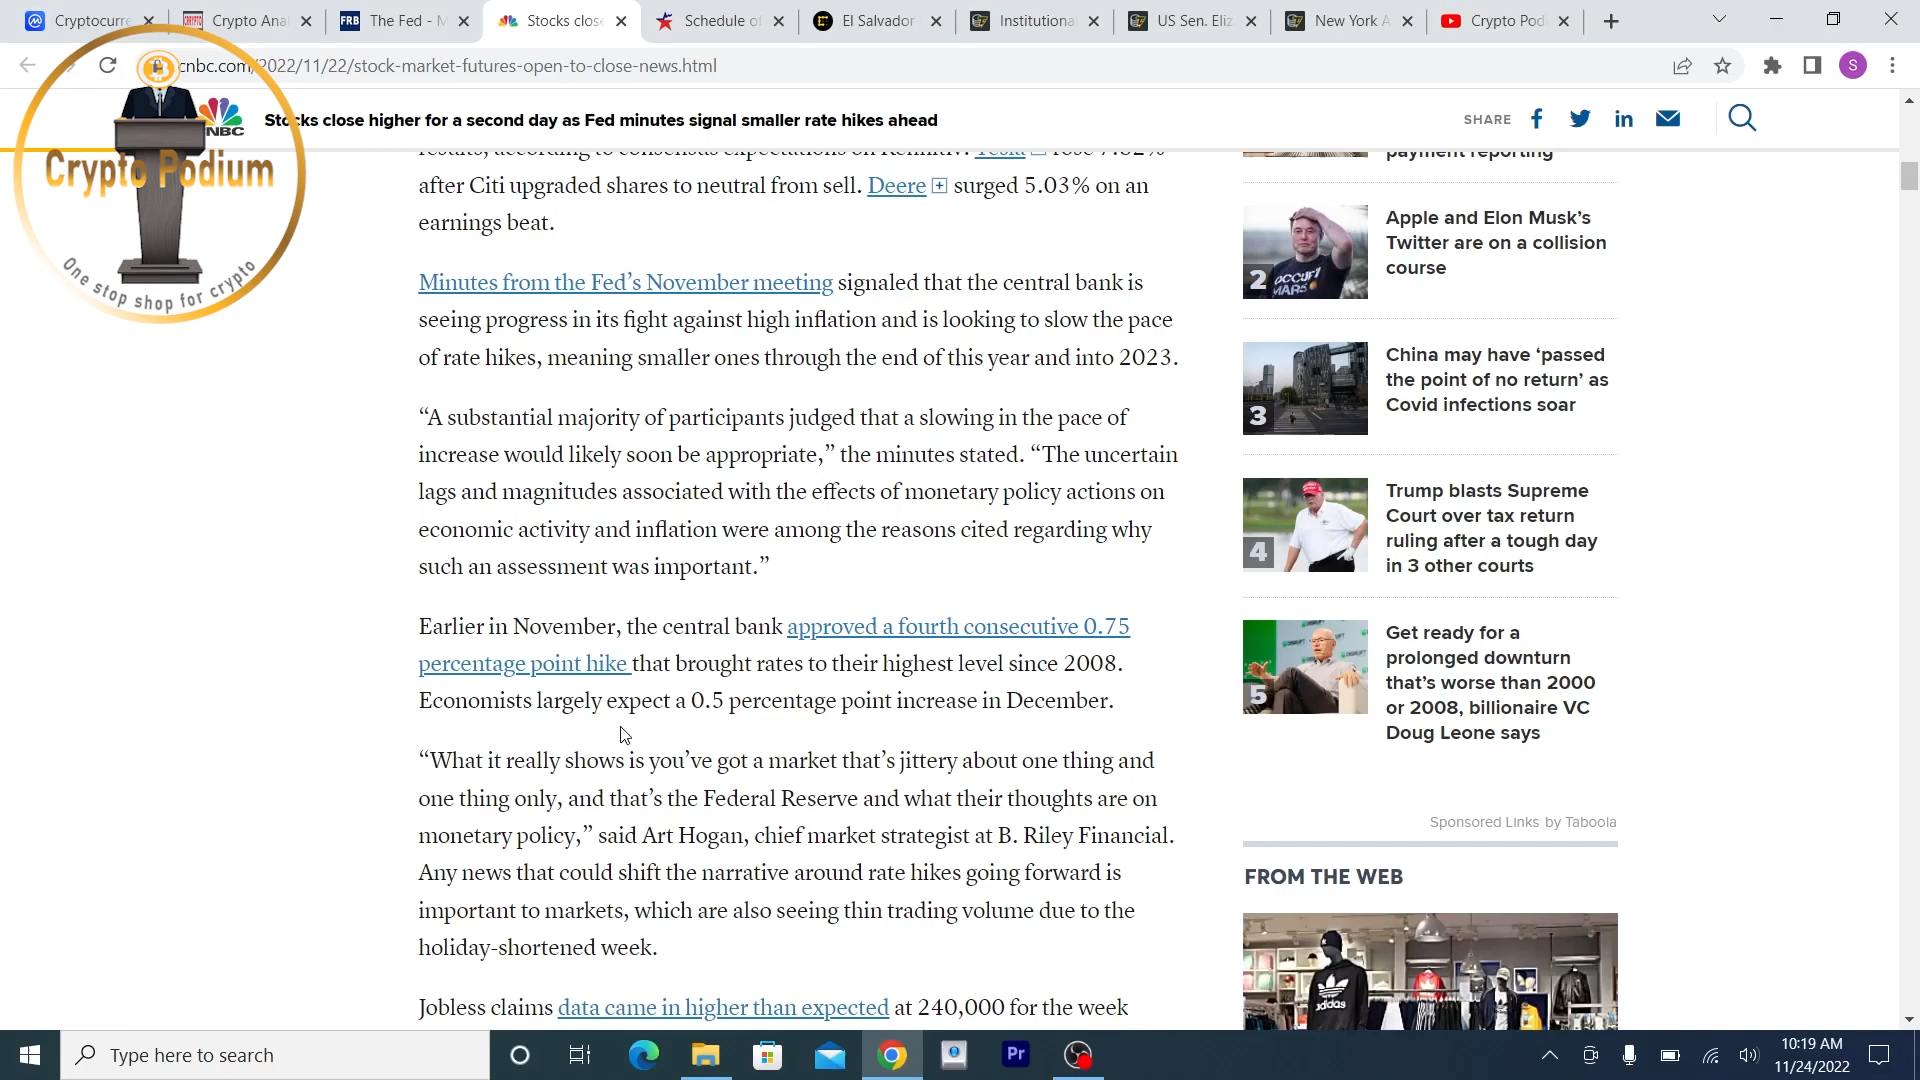 Cryptocurre
Crypto Anal
The Fed - M
Stocks close
Schedule of
El Salvador
Institutional
US Sen. Eliz
New York A
Crypto Pod
cnbc.com/2022/11/22/stock-market-futures-open-to-close-news.html
S
NBC
Stocks close higher for a second day as Fed minutes signal smaller rate hikes ahead
SHARE
Crypto Podium
One stop shop for crypto
results, according to consensus expectations on Refinitiv. Tesla rose 7.82%
after Citi upgraded shares to neutral from sell. Deere surged 5.03% on an
earnings beat.
Minutes from the Fed’s November meeting signaled that the central bank is
seeing progress in its fight against high inflation and is looking to slow the pace
of rate hikes, meaning smaller ones through the end of this year and into 2023.
“A substantial majority of participants judged that a slowing in the pace of
increase would likely soon be appropriate,” the minutes stated. “The uncertain
lags and magnitudes associated with the effects of monetary policy actions on
economic activity and inflation were among the reasons cited regarding why
such an assessment was important.”
Earlier in November, the central bank approved a fourth consecutive 0.75
percentage point hike that brought rates to their highest level since 2008.
Economists largely expect a 0.5 percentage point increase in December.
“What it really shows is you’ve got a market that’s jittery about one thing and
one thing only, and that’s the Federal Reserve and what their thoughts are on
monetary policy,” said Art Hogan, chief market strategist at B. Riley Financial.
Any news that could shift the narrative around rate hikes going forward is
important to markets, which are also seeing thin trading volume due to the
holiday-shortened week.
Jobless claims data came in higher than expected at 240,000 for the week
payment reporting
2
OCCUPY
MARS
Apple and Elon Musk’s
Twitter are on a collision
course
3
China may have ‘passed
the point of no return’ as
Covid infections soar
4
Trump blasts Supreme
Court over tax return
ruling after a tough day
in 3 other courts
5
Get ready for a
prolonged downturn
that’s worse than 2000
or 2008, billionaire VC
Doug Leone says
Sponsored Links by Taboola
FROM THE WEB
adidas
Type here to search
Pr
10:19 AM
11/24/2022